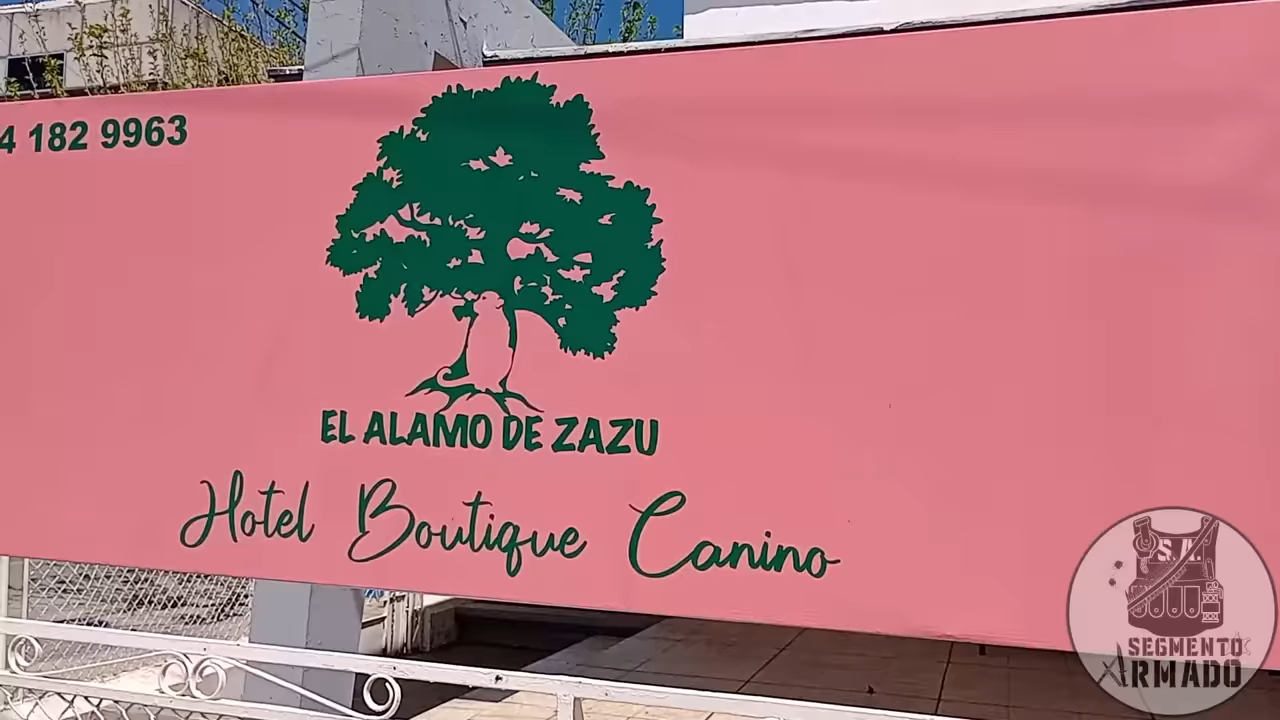 4 182 9963
EL ALAMO DE ZAZU
Hotel Boutique Canino
S.A.
SEGMENTO
ARMADO